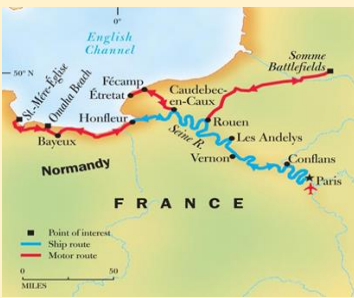 0°
English
Channel
50° N
Somme
Battlefields
St.-Mère-Église
Omaha Beach
Fécamp
Étretat
Caudebec-
en-Caux
Honfleur
Rouen
Bayeux
Seine R.
Les Andelys
Vernon
Conflans
Paris
Normandy
FRANCE
Point of interest
Ship route
Motor route
0 50
MILES